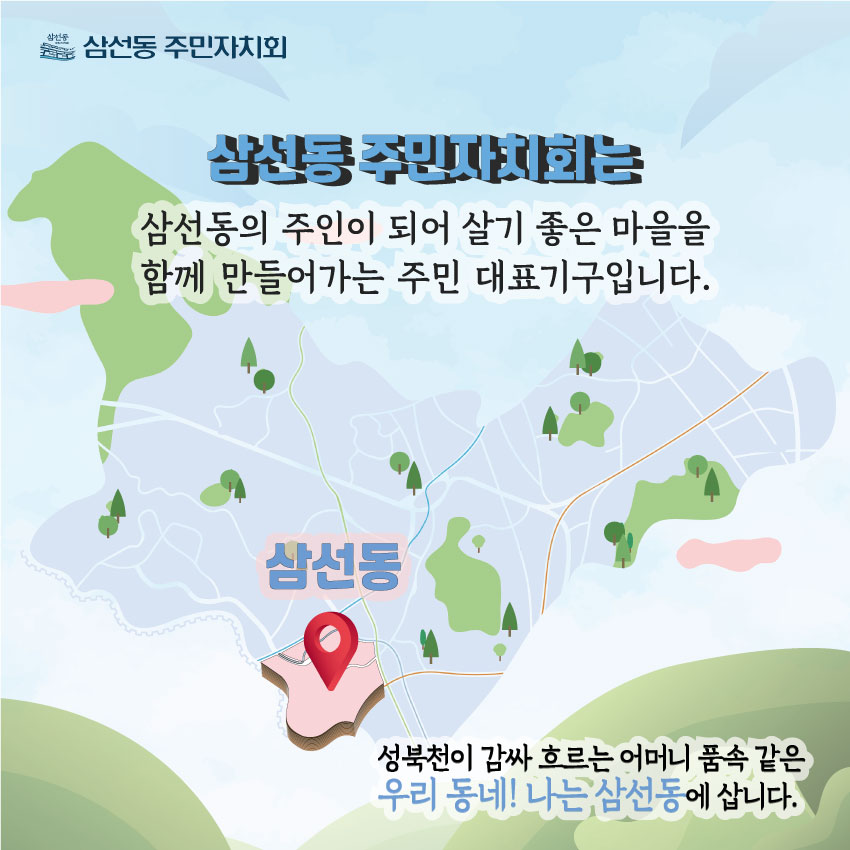 삼선동
삼선동 주민자치회
삼선동 주민자치회는
삼선동의 주인이 되어 살기 좋은 마을을
함께 만들어가는 주민 대표기구입니다.
삼선동
성북천이 감싸 흐르는 어머니 품속 같은
우리 동네! 나는 삼선동에 삽니다.